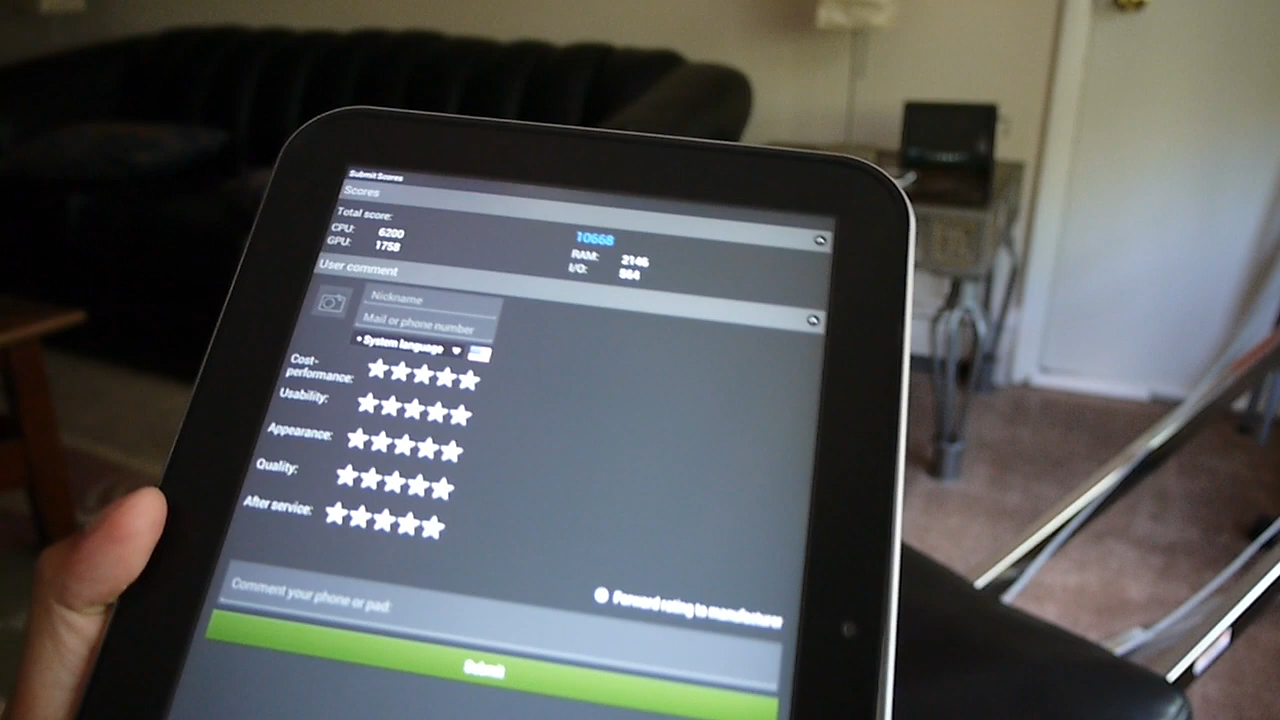 Submit Scores
Scores
Total score: 10668
CPU: 6200 RAM: 2146
GPU: 1758 I/O: 564
User comment
Nickname
Mail or phone number
System language
Cost-
performance:
Usability:
Appearance:
Quality:
After service:
Forward rating to manufacturers
Comment your phone or pad
Submit